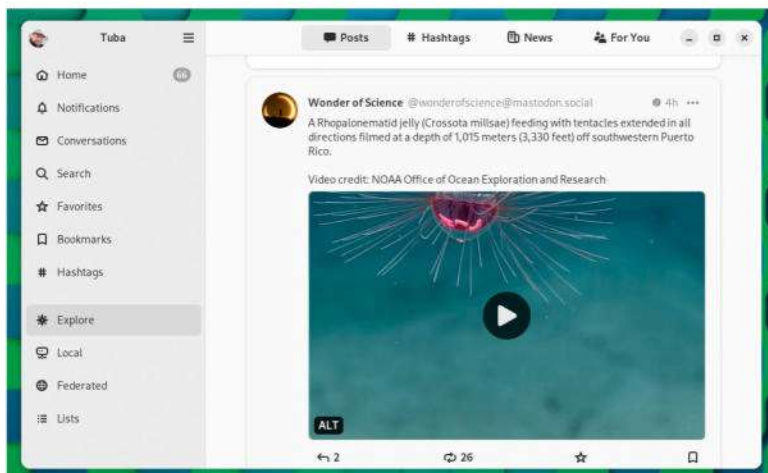 Tuba
Posts
# Hashtags
News
For You
Home
66
Notifications
Conversations
Search
Favorites
Bookmarks
# Hashtags
Explore
Local
Federated
Lists
Wonder of Science @wonderofscience@mastodon.social
4h
A Rhopalonematid jelly (Crossota millsae) feeding with tentacles extended in all
directions filmed at a depth of 1,015 meters (3,330 feet) off southwestern Puerto
Rico.
Video credit: NOAA Office of Ocean Exploration and Research
ALT
2
26